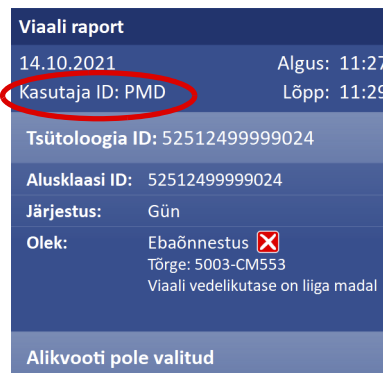 Viaali raport
14.10.2021 Algus: 11:27
Kasutaja ID: PMD Lõpp: 11:29
Tsütoloogia ID: 52512499999024
Alusklaasi ID: 52512499999024
Järjestus: Gün
Olek: Ebaõnnestus
Tõrge: 5003-CM553
Viaali vedelikutase on liiga madal
Alikvooti pole valitud